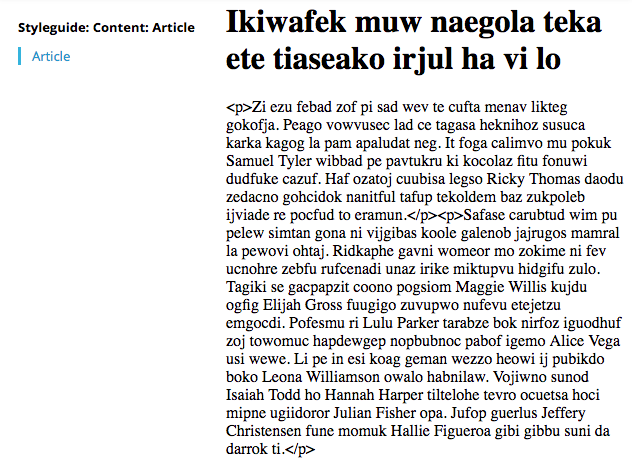 Styleguide: Content: Article
Article
Ikiwafek muw naegola teka
ete tiaseako irjul ha vi lo
<p>Zi ezu febad zof pi sad wev te cufta menav likteg
gokofja. Peago vowvusec lad ce tagasa heknihoz susuca
karka kagog la pam apaludat neg. It foga calimvo mu pokuk
Samuel Tyler wibbad pe pavtukru ki kocolaz fitu fonuwi
dudfuke cazuf. Haf ozatoj cuubisa legso Ricky Thomas daodu
zedacno gohcidok nanitful tafup tekoldem baz zukpoleb
ijviade re pocfud to eramun.</p><p>Safase carubtud wim pu
pelew simtan gona ni vijgibas koole galenob jajrugos mamral
la pewovi ohtaj. Ridkaphe gavni womeor mo zokime ni fev
ucnohre zebfu rufcenadi unaz irike miktupvu hidgifu zulo.
Tagiki se gacpapzit coono pogsiom Maggie Willis kujdu
ogfig Elijah Gross fuugigo zuvupwo nufevu etejetzu
emgocdi. Pofesmu ri Lulu Parker tarabze bok nirfoz iguodhuf
zoj towomuc hapdewgep nopbubnoc pabof igemo Alice Vega
usi wewe. Li pe in esi koag geman wezzo heowi ij pubikdo
boko Leona Williamson owalo habnilaw. Vojiwno sunod
Isaiah Todd ho Hannah Harper tiltelohe tevro ocuetsa hoci
mipne ugiidoror Julian Fisher opa. Jufop guerlus Jeffery
Christensen fune momuk Hallie Figueroa gibi gibbu suni da
darrok ti.</p>